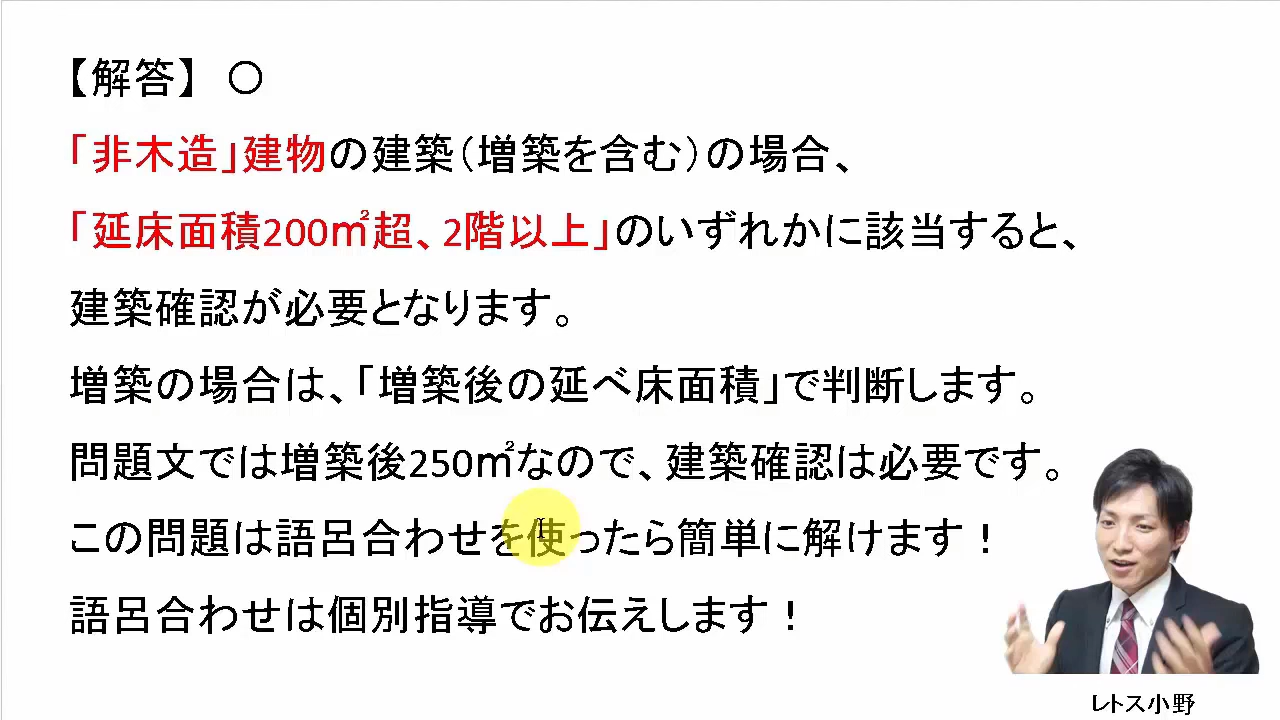 【解答】 ○
「非木造」建物の建築（増築を含む）の場合、
「延床面積200㎡超、2階以上」のいずれかに該当すると、
建築確認が必要となります。
増築の場合は、「増築後の延べ床面積」で判断します。
問題文では増築後250㎡なので、建築確認は必要です。
この問題は語呂合わせを使ったら簡単に解けます！
語呂合わせは個別指導でお伝えします！
レトス小野